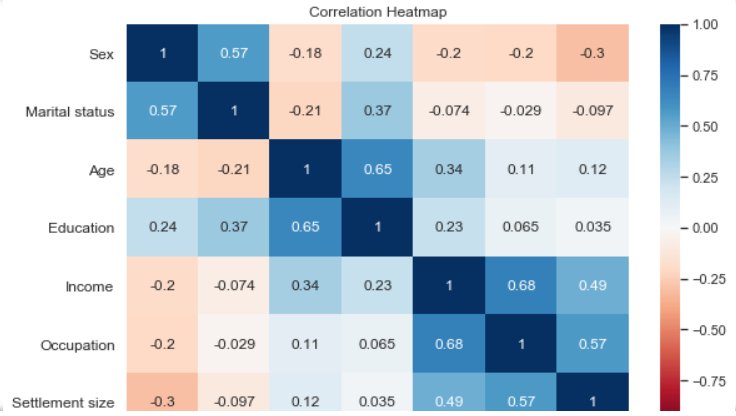 Correlation Heatmap
Sex 1 0.57 -0.18 0.24 -0.2 -0.2 -0.3
Marital status 0.57 1 -0.21 0.37 -0.074 -0.029 -0.097
Age -0.18 -0.21 1 0.65 0.34 0.11 0.12
Education 0.24 0.37 0.65 1 0.23 0.065 0.035
Income -0.2 -0.074 0.34 0.23 1 0.68 0.49
Occupation -0.2 -0.029 0.11 0.065 0.68 1 0.57
Settlement size -0.3 -0.097 0.12 0.035 0.49 0.57 1
1.00
0.75
0.50
0.25
0.00
-0.25
-0.50
-0.75